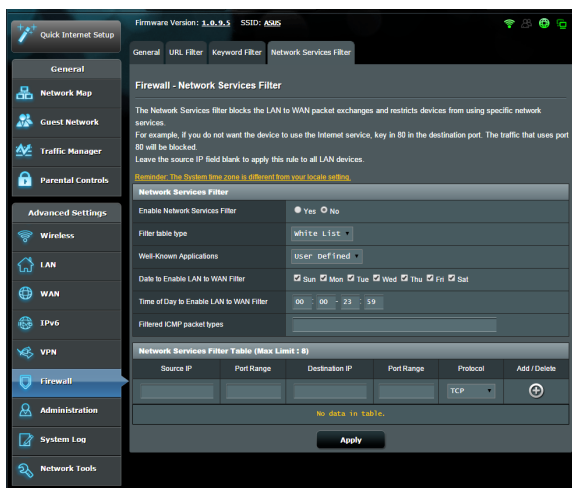 Quick Internet Setup
General
Network Map
Guest Network
Traffic Manager
Parental Controls
Advanced Settings
Wireless
LAN
WAN
IPv6
VPN
Firewall
Administration
System Log
Network Tools
Firmware Version: 1.0.9.5 SSID: ASUS
General URL Filter Keyword Filter Network Services Filter
Firewall - Network Services Filter
The Network Services filter blocks the LAN to WAN packet exchanges and restricts devices from using specific network
services.
For example, if you do not want the device to use the Internet service, key in 80 in the destination port. The traffic that uses port
80 will be blocked.
Leave the source IP field blank to apply this rule to all LAN devices.
Reminder: The System time zone is different from your locale setting.
Network Services Filter
Enable Network Services Filter Yes No
Filter table type White List
Well-Known Applications User Defined
Date to Enable LAN to WAN Filter Sun Mon Tue Wed Thu Fri Sat
Time of Day to Enable LAN to WAN Filter 00 : 00 - 23 : 59
Filtered ICMP packet types
Network Services Filter Table (Max Limit : 8)
Source IP Port Range Destination IP Port Range Protocol Add / Delete
TCP
No data in table.
Apply